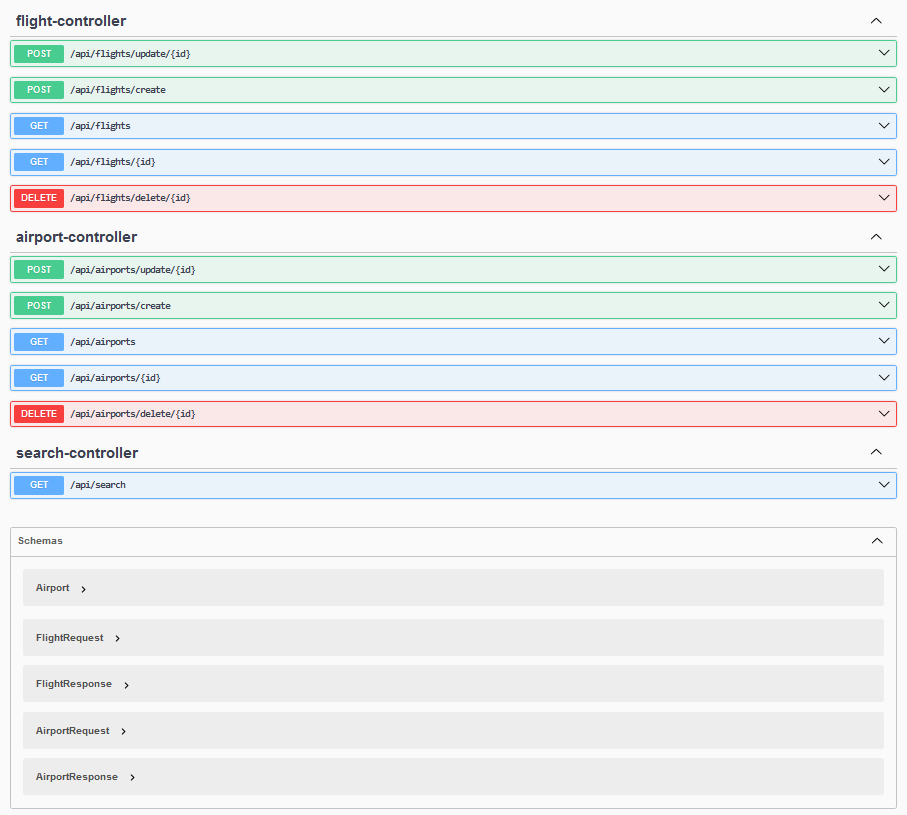 flight-controller
POST /api/flights/update/{id}
POST /api/flights/create
GET /api/flights
GET /api/flights/{id}
DELETE /api/flights/delete/{id}
airport-controller
POST /api/airports/update/{id}
POST /api/airports/create
GET /api/airports
GET /api/airports/{id}
DELETE /api/airports/delete/{id}
search-controller
GET /api/search
Schemas
Airport
FlightRequest
FlightResponse
AirportRequest
AirportResponse